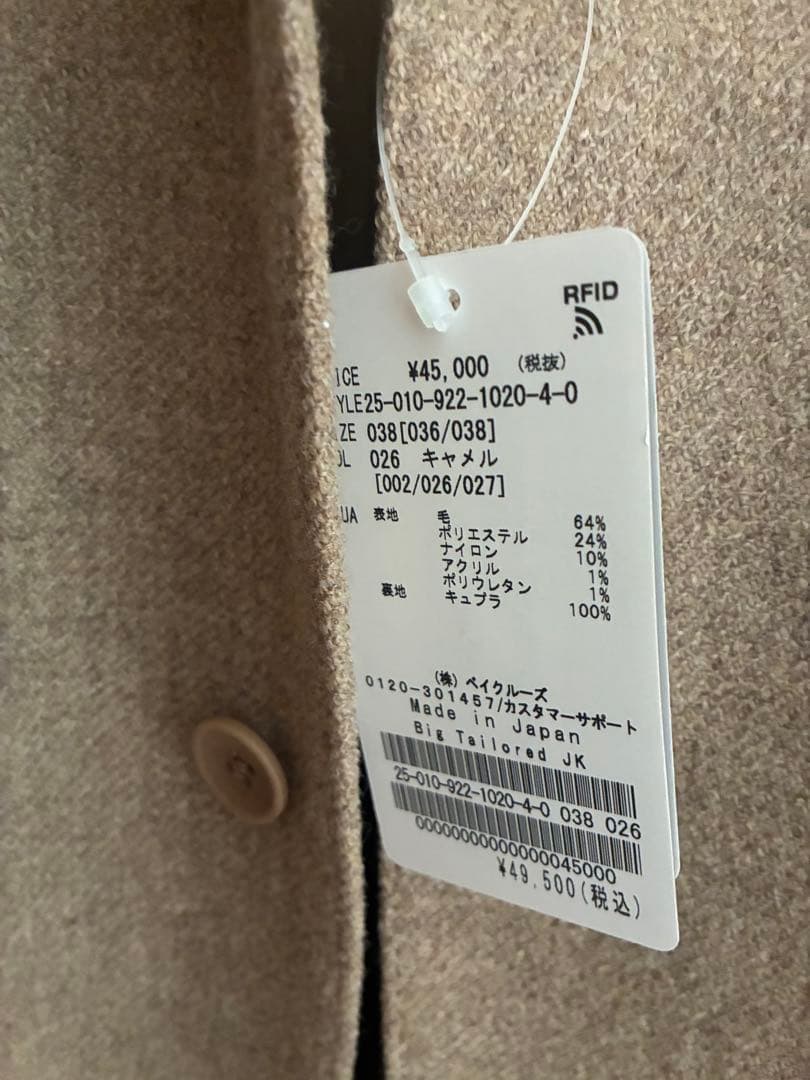 RFID
ICE ¥45,000 (税抜)
YLE25-010-922-1020-4-0
ZE 038[036/038]
OL 026 キャメル
[002/026/027]
UA 表地 毛 64%
ポリエステル 24%
ナイロン 10%
アクリル 1%
ポリウレタン 1%
裏地 キュプラ 100%
(株)ベイクルーズ
0120-301457/カスタマーサポート
Made in Japan
Big Tailored JK
25-010-922-1020-4-0 038 026
0000000000000045000
¥49,500(税込)